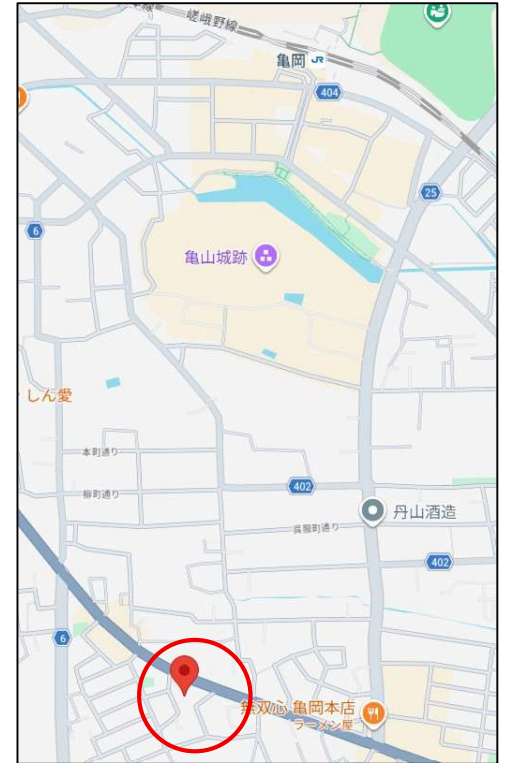 嵯峨野線
亀岡 JR
404
25
6
亀山城跡
しん愛
本町通り
402
柳町通り
丹山酒造
呉服町通り
402
6
無双心 亀岡本店
ラーメン屋